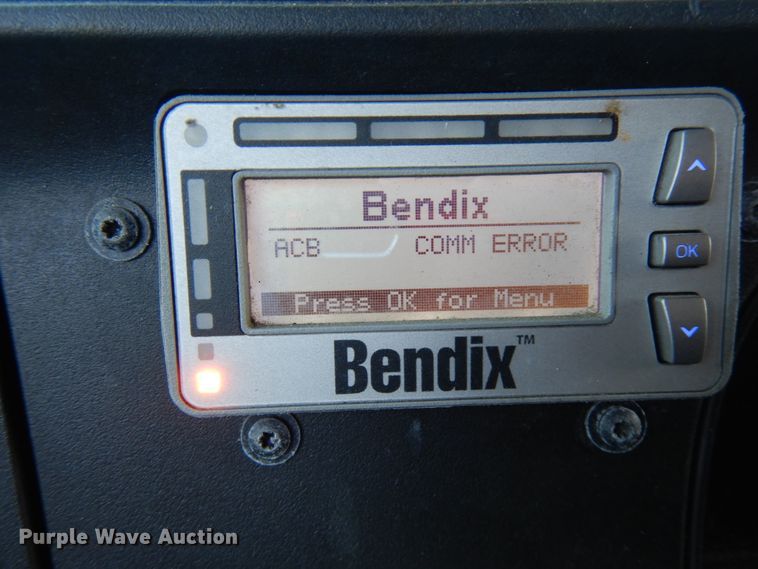 Bendix
ACB COMM ERROR
Press OK for Menu
OK
Bendix™
Purple Wave Auction®